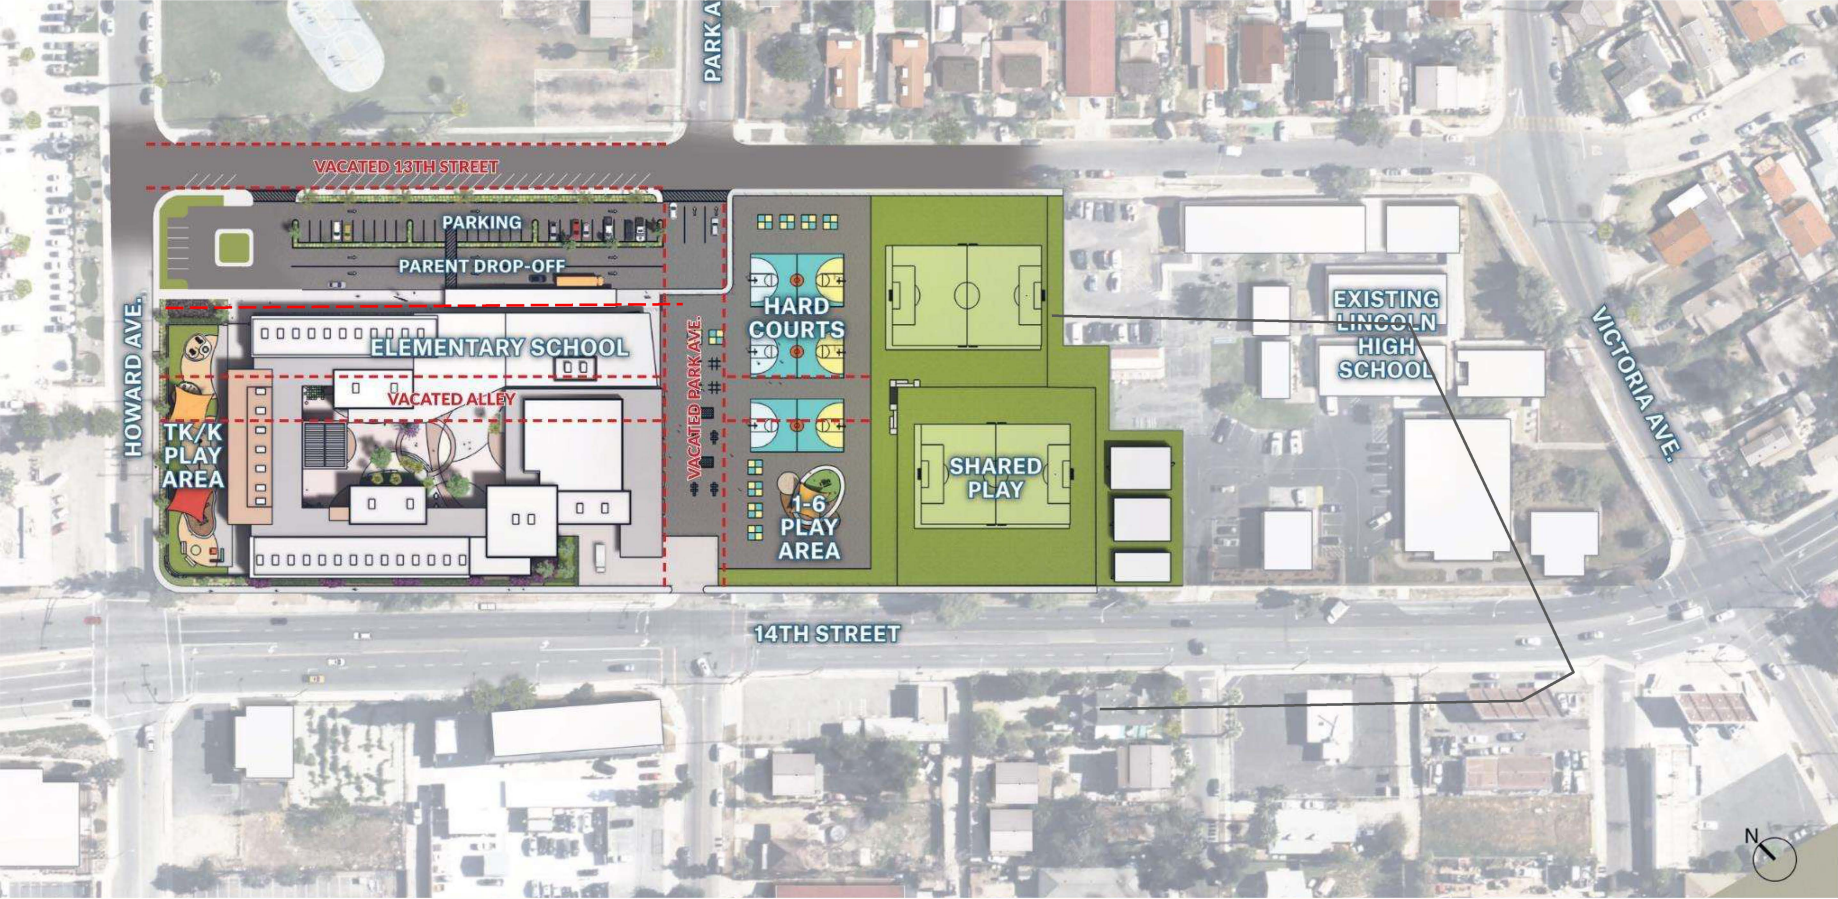 PARK A
VACATED 13TH STREET
PARKING
PARENT DROP-OFF
HOWARD AVE.
ELEMENTARY SCHOOL
VACATED ALLEY
TK/K
PLAY
AREA
VACATED PARK AVE.
HARD
COURTS
1-6
PLAY
AREA
SHARED
PLAY
EXISTING
LINCOLN
HIGH
SCHOOL
VICTORIA AVE.
14TH STREET
N